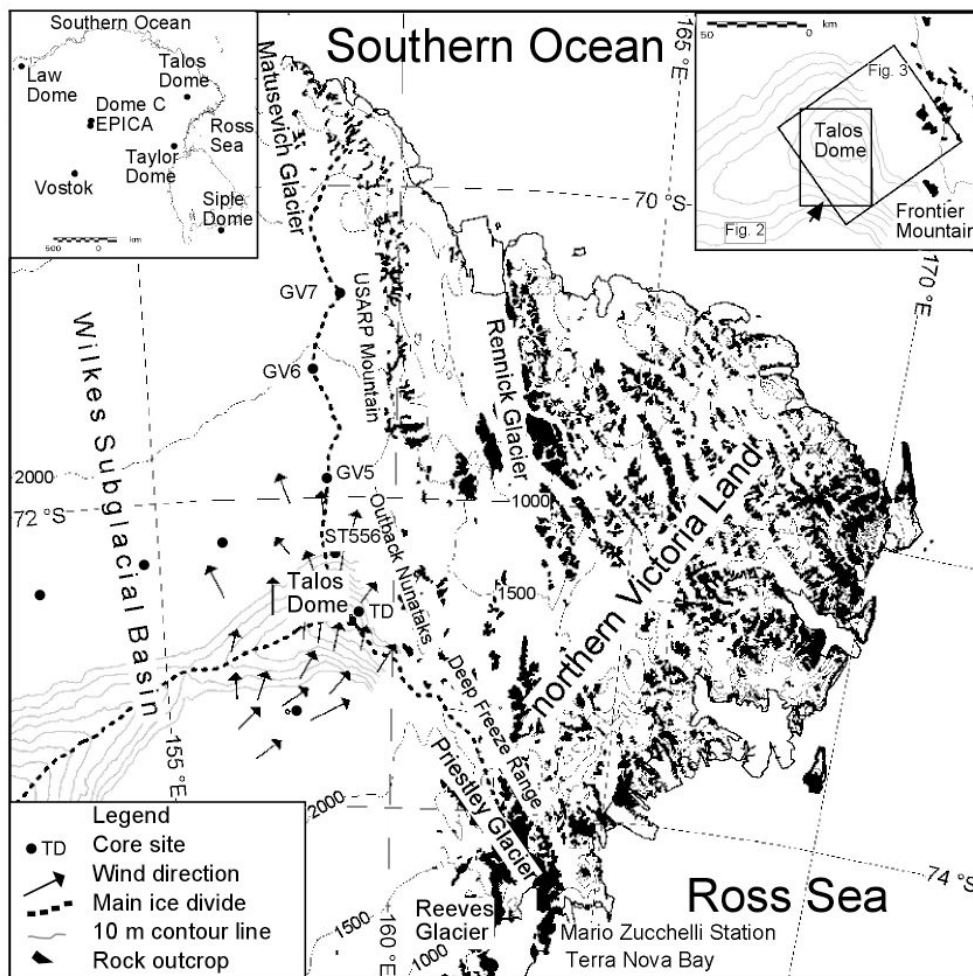 Southern Ocean
Law
Dome
Talos
Dome
Dome C
EPICA
Ross
Sea
Taylor
Dome
Vostok
Siple
Dome
500 0 km
Southern Ocean
165 °E
50 0 km
Fig. 3
Talos
Dome
Fig. 2
Frontier
Mountain
Matusevich Glacier
70 °S
170 °E
GV7
USARP Mountain
Rennick Glacier
GV6
Wilkes Subglacial Basin
2000
GV5
72 °S
1000
Outback Nunataks
ST556
northern Victoria Land
Talos
Dome
TD
1500
Deep Freeze Range
155 °E
Priestley Glacier
2000
74 °S
Legend
TD Core site
Wind direction
Main ice divide
10 m contour line
Rock outcrop
1500
160 °E
1000
Reeves
Glacier
Ross Sea
Mario Zucchelli Station
Terra Nova Bay